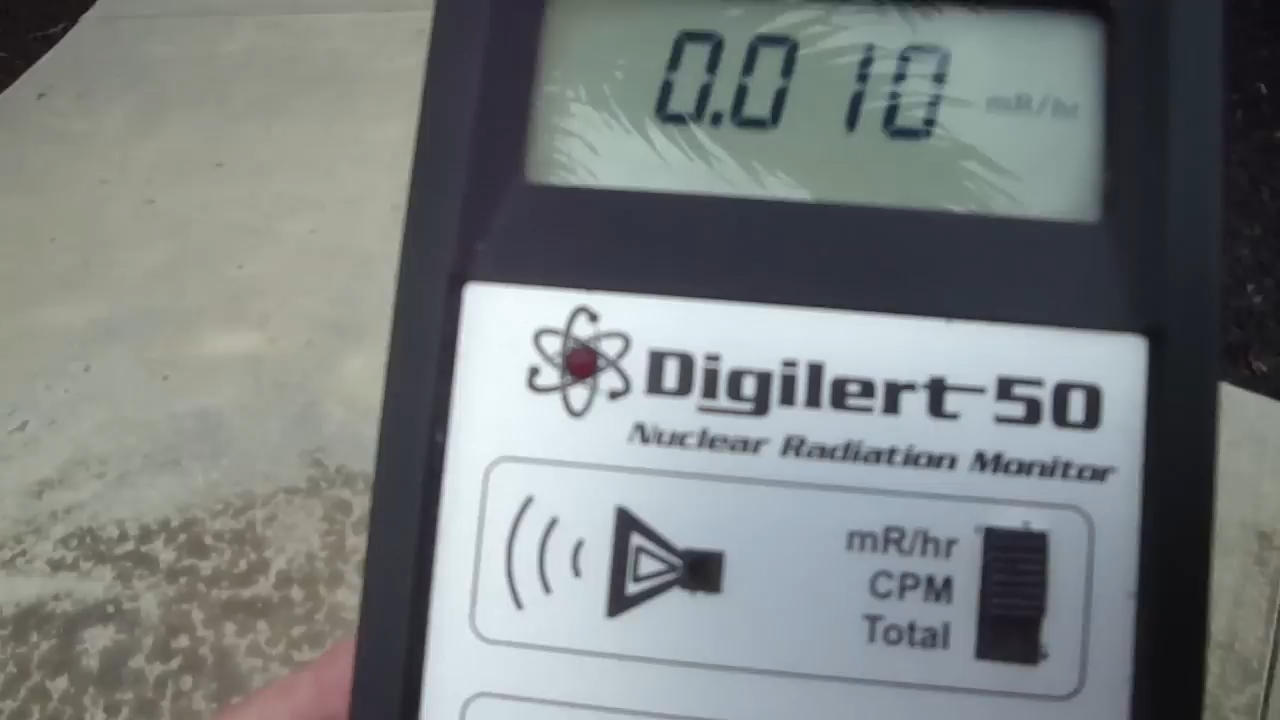 0.010 mR/hr
Digilert 50
Nuclear Radiation Monitor
mR/hr
CPM
Total